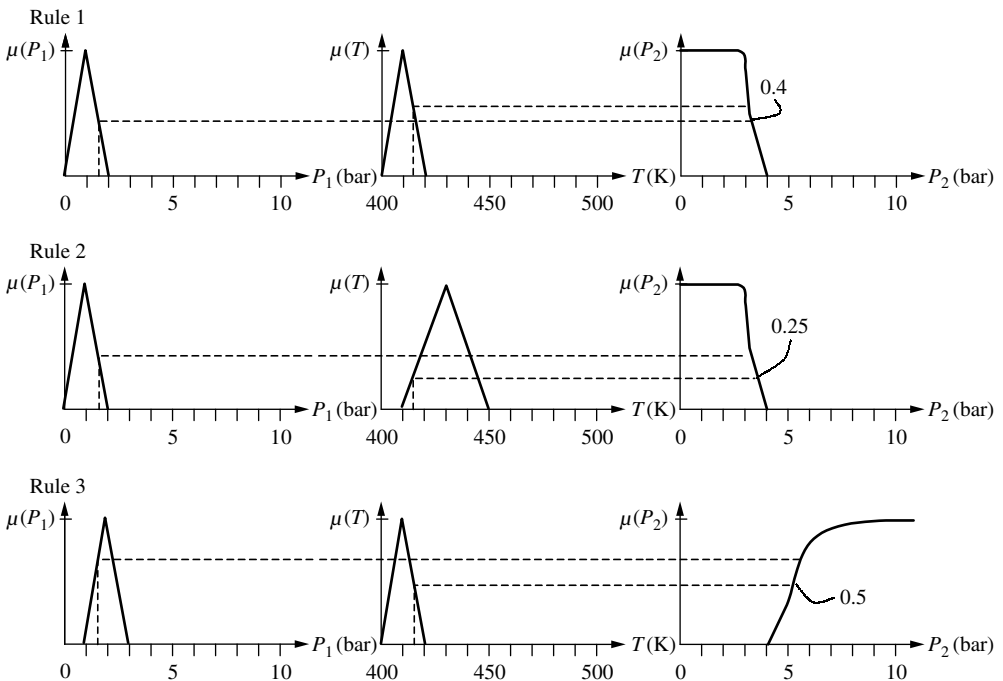 Rule 1
μ(P₁) μ(T) μ(P₂)
0.4
P₁ (bar) T (K) P₂ (bar)
0 5 10 400 450 500 0 5 10
Rule 2
μ(P₁) μ(T) μ(P₂)
0.25
P₁ (bar) T (K) P₂ (bar)
0 5 10 400 450 500 0 5 10
Rule 3
μ(P₁) μ(T) μ(P₂)
0.5
P₁ (bar) T (K) P₂ (bar)
0 5 10 400 450 500 0 5 10